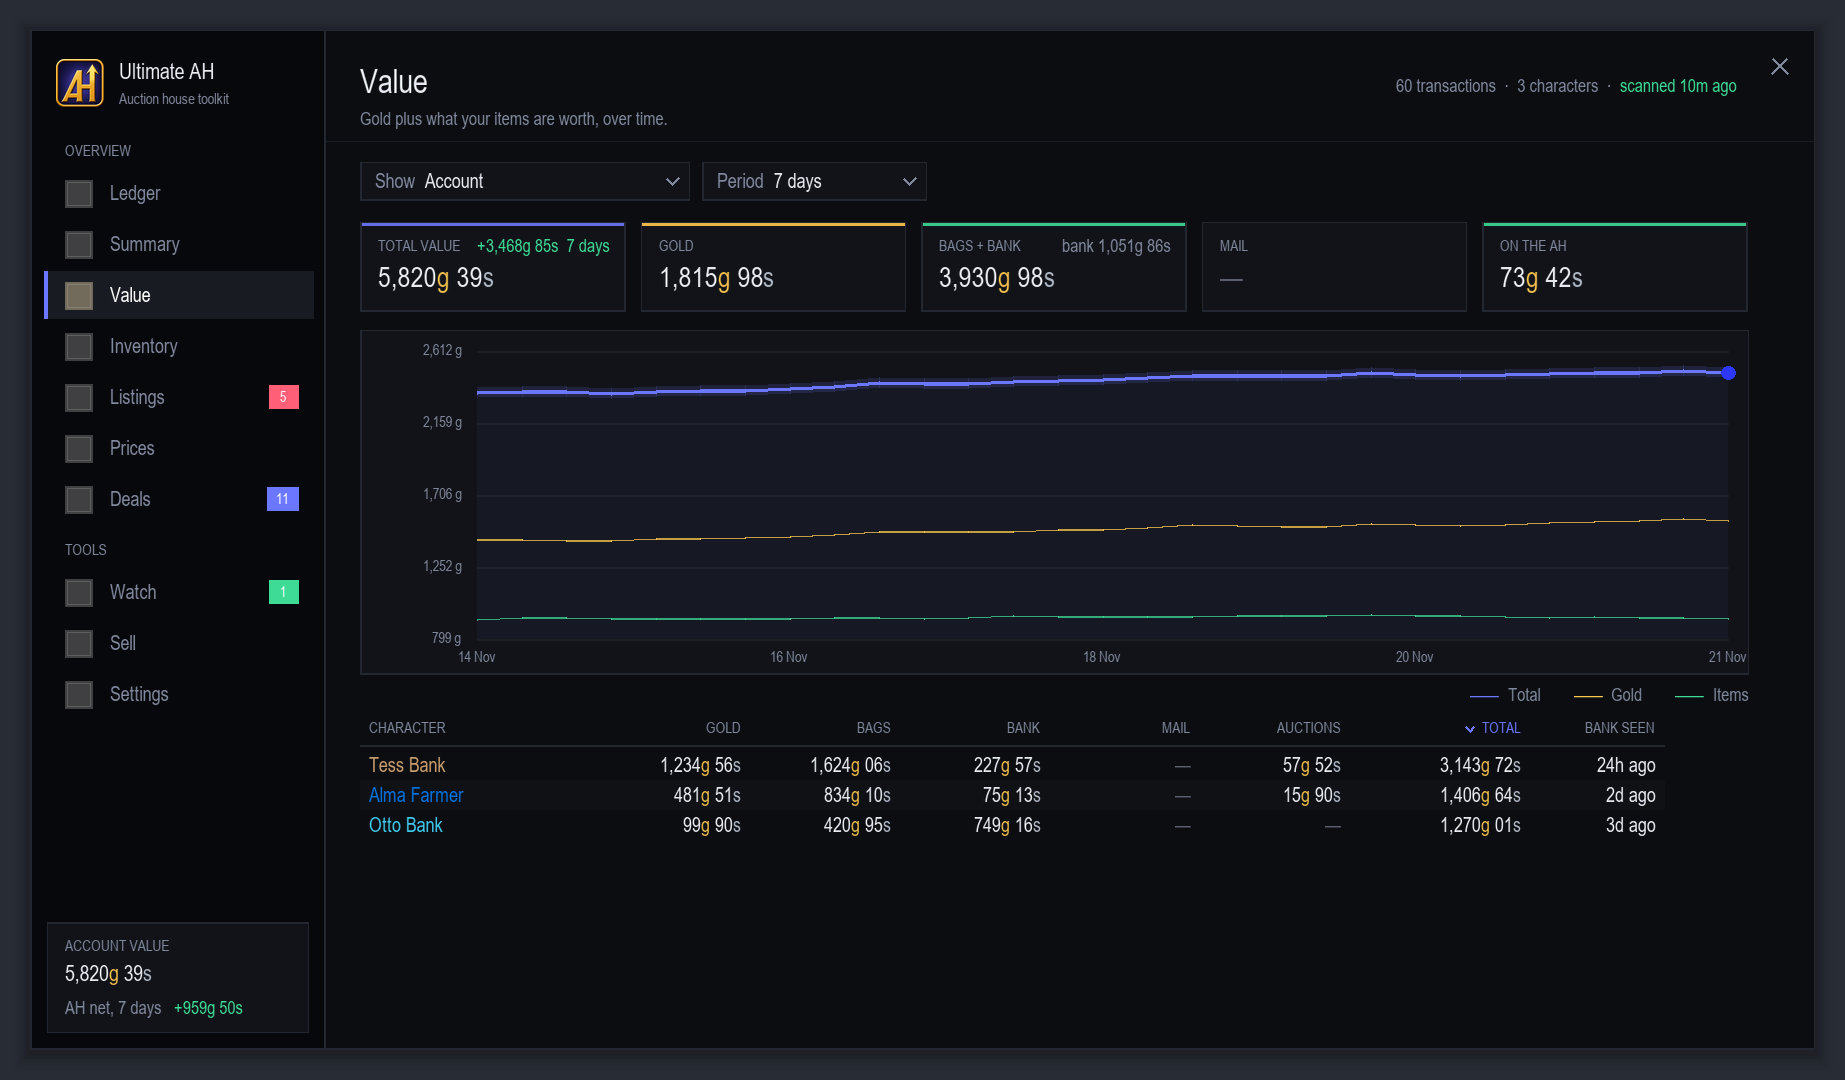 Ultimate AH
Auction house toolkit
OVERVIEW
Ledger
Summary
Value
Inventory
Listings 5
Prices
Deals 11
TOOLS
Watch 1
Sell
Settings
ACCOUNT VALUE
5,820g 39s
AH net, 7 days +959g 50s
Value
Gold plus what your items are worth, over time.
60 transactions · 3 characters · scanned 10m ago
Show Account
Period 7 days
TOTAL VALUE +3,468g 85s 7 days
5,820g 39s
GOLD
1,815g 98s
BAGS + BANK bank 1,051g 86s
3,930g 98s
MAIL
—
ON THE AH
73g 42s
2,612 g
2,159 g
1,706 g
1,252 g
799 g
14 Nov 16 Nov 18 Nov 20 Nov 21 Nov
Total Gold Items
CHARACTER GOLD BAGS BANK MAIL AUCTIONS TOTAL BANK SEEN
Tess Bank 1,234g 56s 1,624g 06s 227g 57s — 57g 52s 3,143g 72s 24h ago
Alma Farmer 481g 51s 834g 10s 75g 13s — 15g 90s 1,406g 64s 2d ago
Otto Bank 99g 90s 420g 95s 749g 16s — — 1,270g 01s 3d ago